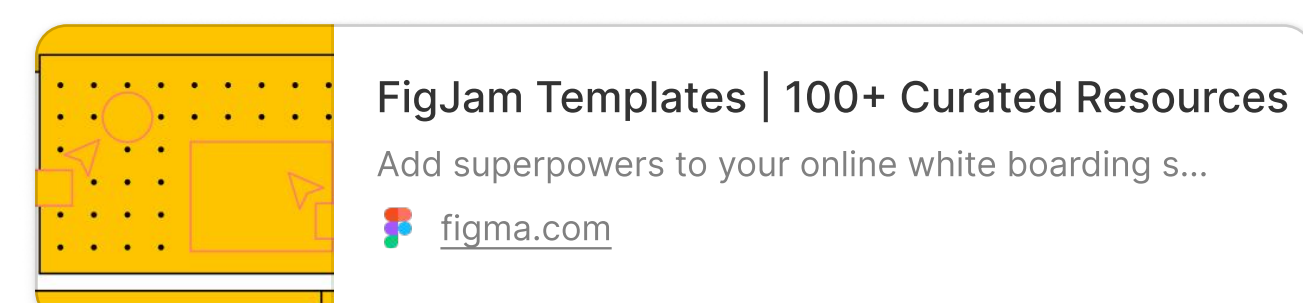 FigJam Templates | 100+ Curated Resources
Add superpowers to your online white boarding s...
figma.com